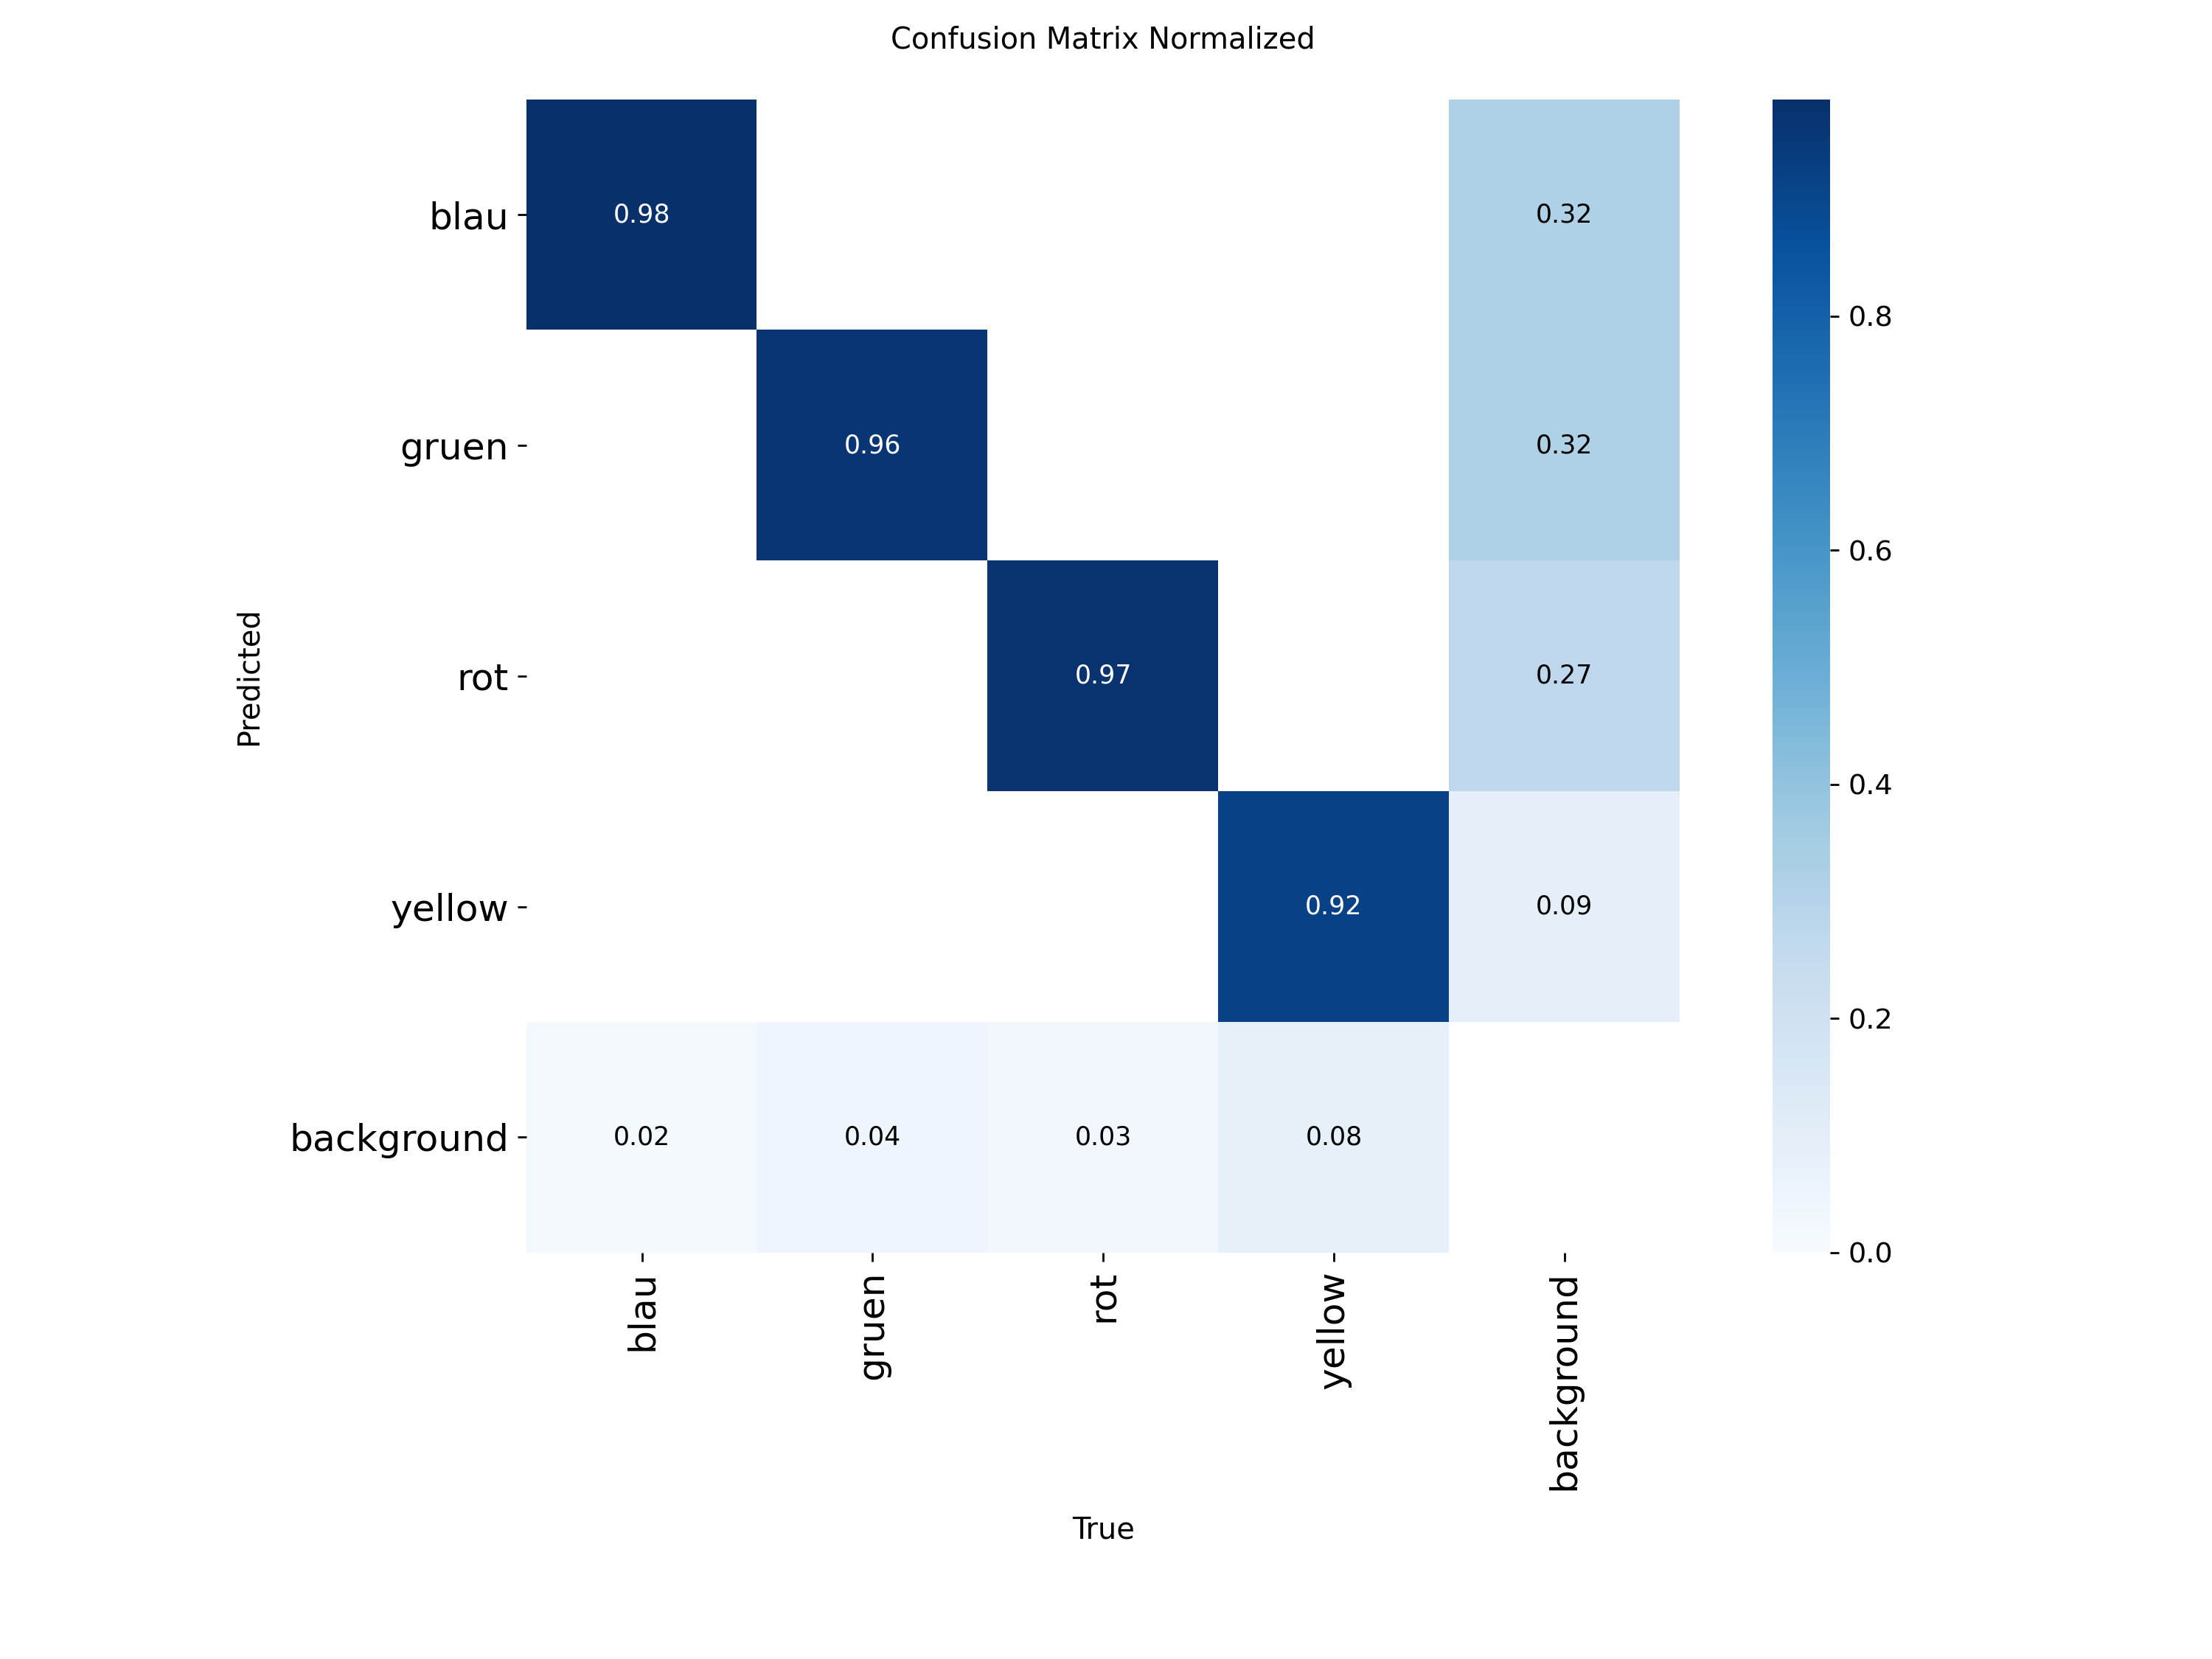 Confusion Matrix Normalized
blau
0.98
0.32
0.8
gruen
0.96
0.32
0.6
Predicted
rot
0.97
0.27
0.4
yellow
0.92
0.09
0.2
background
0.02
0.04
0.03
0.08
0.0
blau
gruen
rot
yellow
background
True